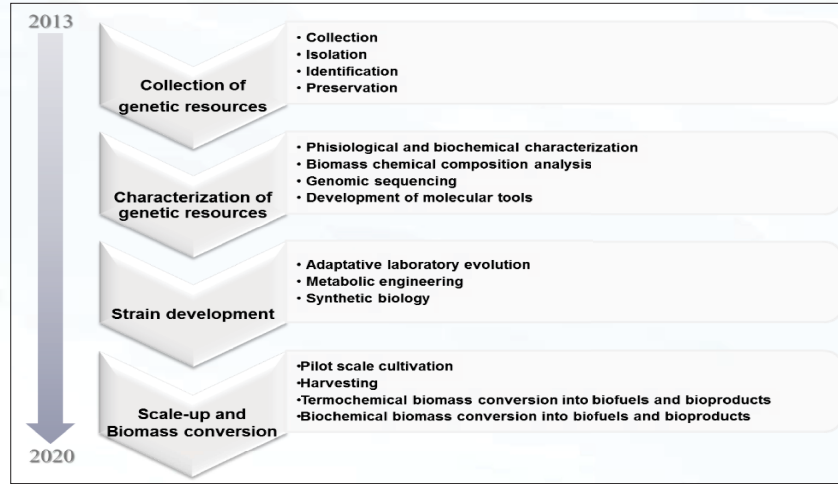 2013
Collection of
genetic resources
• Collection
• Isolation
• Identification
• Preservation
Characterization of
genetic resources
• Phisiological and biochemical characterization
• Biomass chemical composition analysis
• Genomic sequencing
• Development of molecular tools
Strain development
• Adaptative laboratory evolution
• Metabolic engineering
• Synthetic biology
Scale-up and
Biomass conversion
•Pilot scale cultivation
•Harvesting
•Termochemical biomass conversion into biofuels and bioproducts
•Biochemical biomass conversion into biofuels and bioproducts
2020